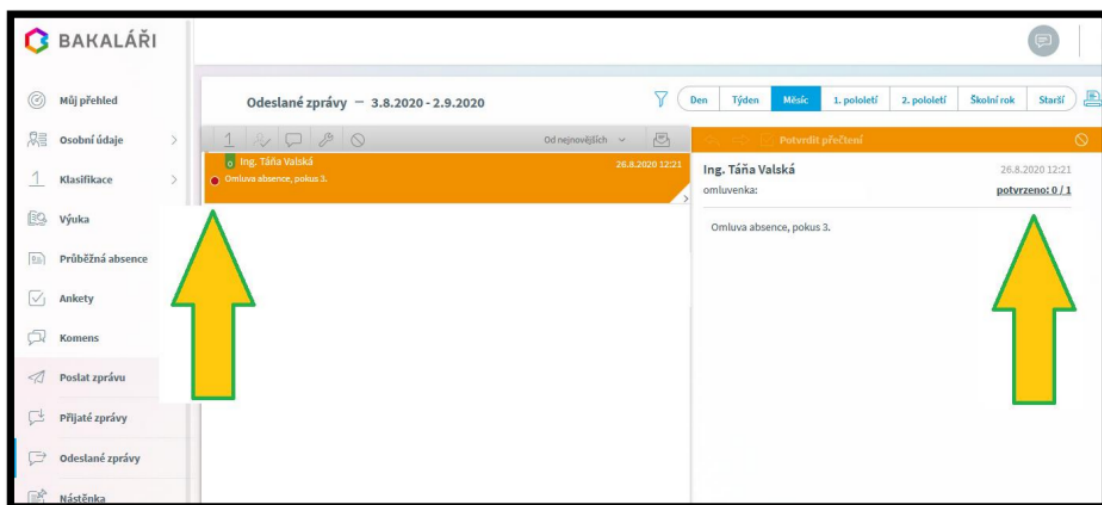 BAKALÁŘI
Můj přehled
Osobní údaje
Klasifikace
Výuka
Průběžná absence
Ankety
Komens
Poslat zprávu
Přijaté zprávy
Odeslané zprávy
Nástěnka
Odeslané zprávy – 3.8.2020 - 2.9.2020
Den Týden Měsíc 1. pololetí 2. pololetí Školní rok Starší
Od nejnovějších
o Ing. Táňa Valská 26.8.2020 12:21
Omluva absence, pokus 3.
Potvrdit přečtení
Ing. Táňa Valská 26.8.2020 12:21
omluvenka: potvrzeno: 0 / 1
Omluva absence, pokus 3.